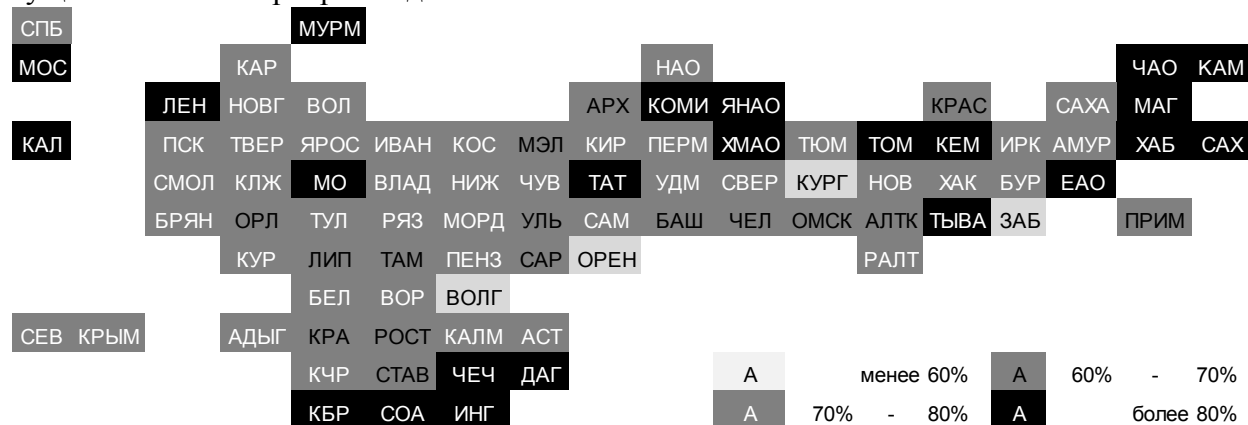 СПБ МУРМ
МОС КАР НАО ЧАО КАМ
ЛЕН НОВГ ВОЛ АРХ КОМИ ЯНАО КРАС САХА МАГ
КАЛ ПСК ТВЕР ЯРОС ИВАН КОС МЭЛ КИР ПЕРМ ХМАО ТЮМ ТОМ КЕМ ИРК АМУР ХАБ САХ
СМОЛ КЛЖ МО ВЛАД НИЖ ЧУВ ТАТ УДМ СВЕР КУРГ НОВ ХАК БУР ЕАО
БРЯН ОРЛ ТУЛ РЯЗ МОРД УЛЬ САМ БАШ ЧЕЛ ОМСК АЛТК ТЫВА ЗАБ ПРИМ
КУР ЛИП ТАМ ПЕНЗ САР ОРЕН РАЛТ
БЕЛ ВОР ВОЛГ
СЕВ КРЫМ АДЫГ КРА РОСТ КАЛМ АСТ
КЧР СТАВ ЧЕЧ ДАГ А менее 60% А 60% - 70%
КБР СОА ИНГ А 70% - 80% А более 80%